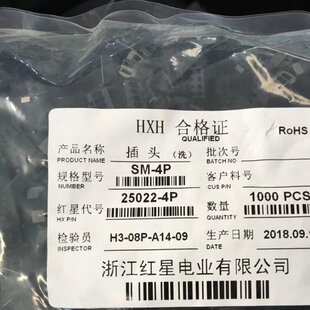 HXH 合格证
QUALIFIED
RoHS
产品名称 插头(洗) 批次号
PRODUCT NAME BATCH NO
规格型号 SM-4P 客户料号
NUMBER CUS P/NO
红星代号 25022-4P 数量 1000 PCS
HX P/N QUANTITY
检验员 H3-08P-A14-09 生产日期 2018.09.
INSPECTOR
浙江红星电业有限公司